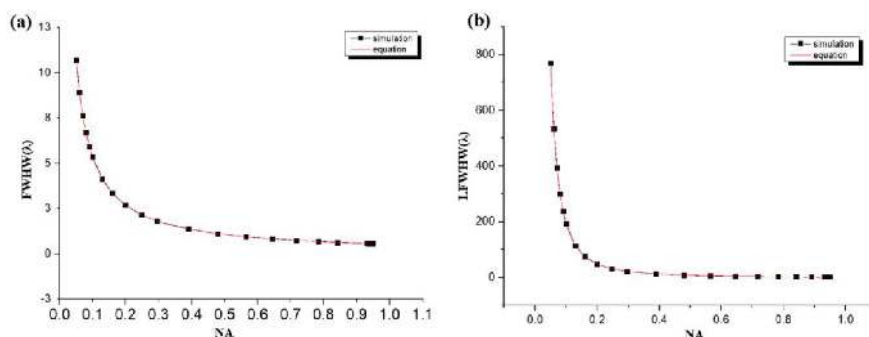 (a)
13
10
8
5
3
0
-3
FWHW(λ)
simulation
equation
0.0 0.1 0.2 0.3 0.4 0.5 0.6 0.7 0.8 0.9 1.0 1.1
NA
(b)
800
600
400
200
0
LFWHW(λ)
simulation
equation
0.0 0.2 0.4 0.6 0.8 1.0
NA